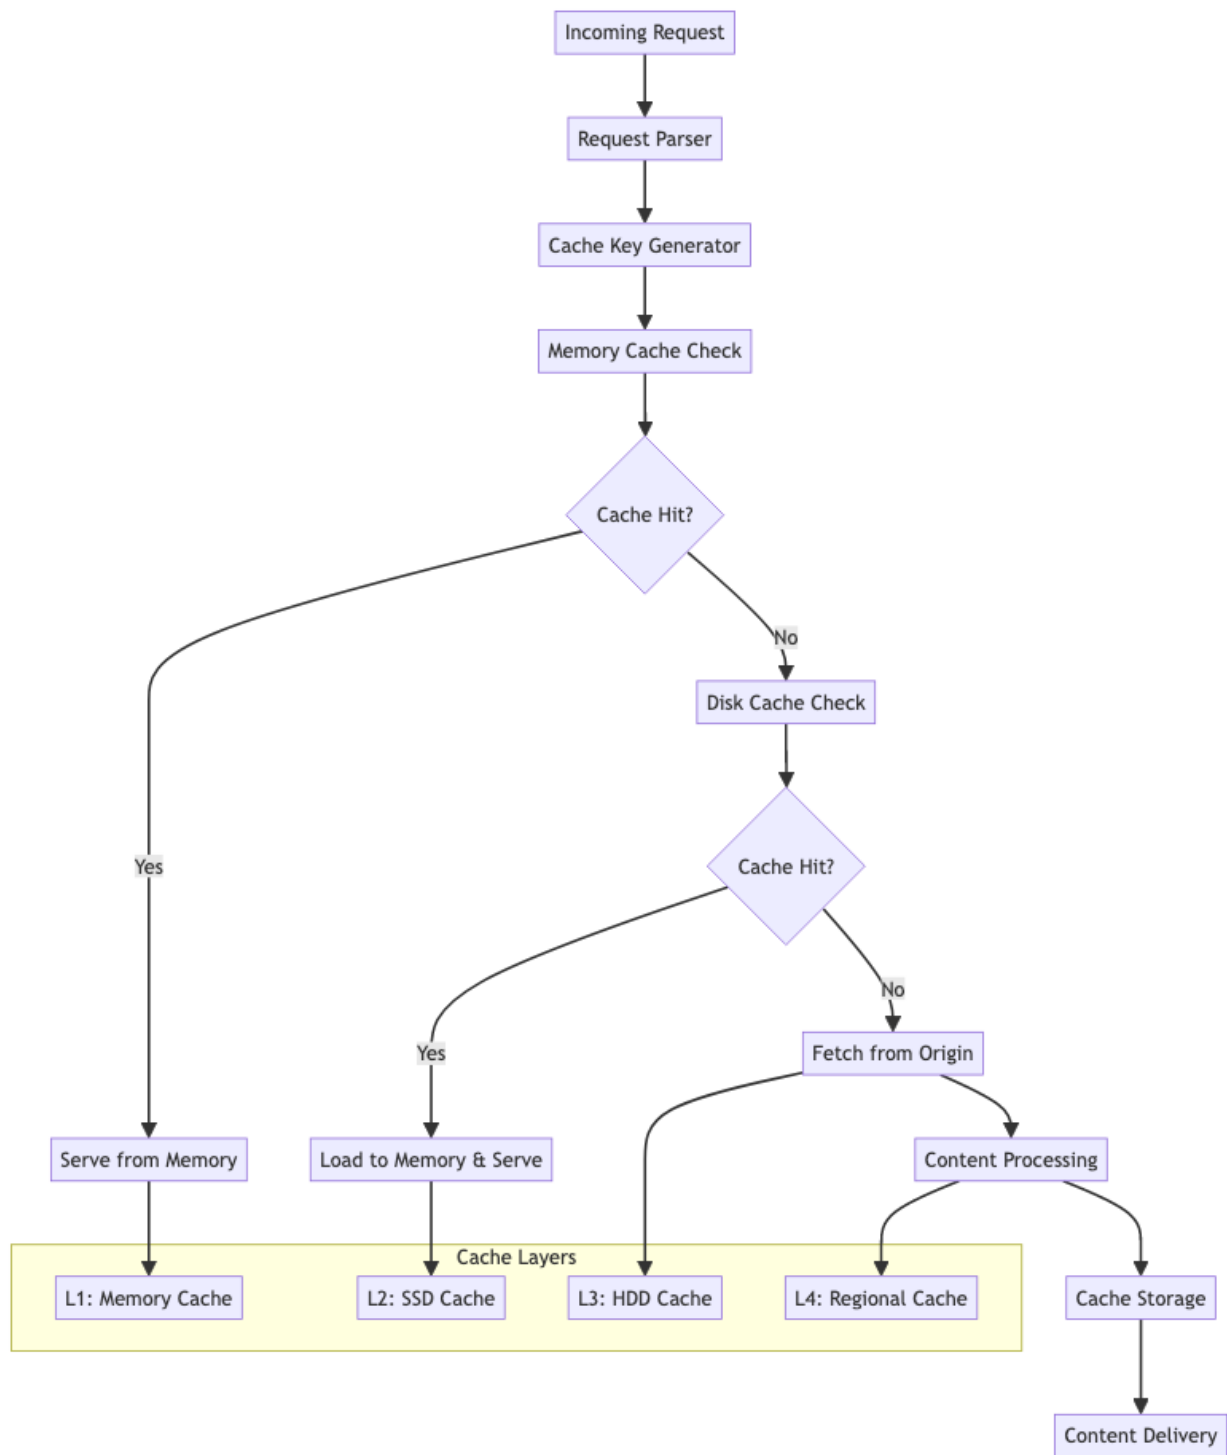 Incoming Request
Request Parser
Cache Key Generator
Memory Cache Check
Cache Hit?
No
Disk Cache Check
Yes
Cache Hit?
No
Yes
Fetch from Origin
Serve from Memory
Load to Memory & Serve
Content Processing
Cache Layers
L1: Memory Cache
L2: SSD Cache
L3: HDD Cache
L4: Regional Cache
Cache Storage
Content Delivery